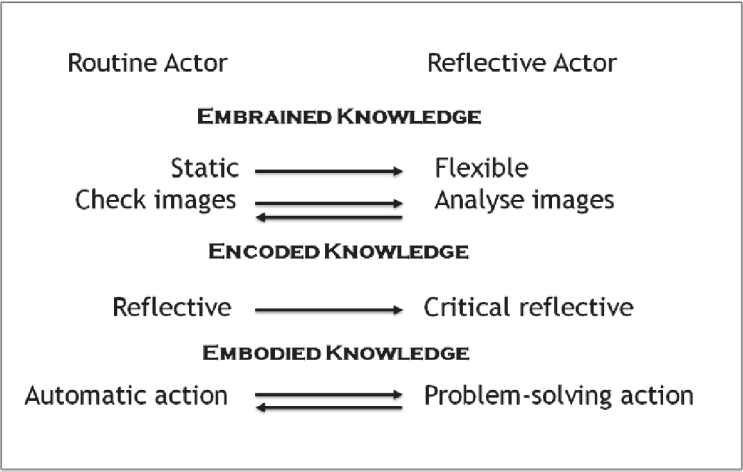 Routine Actor Reflective Actor
EMBRAINED KNOWLEDGE
Static Flexible
Check images Analyse images
ENCODED KNOWLEDGE
Reflective Critical reflective
EMBODIED KNOWLEDGE
Automatic action Problem-solving action